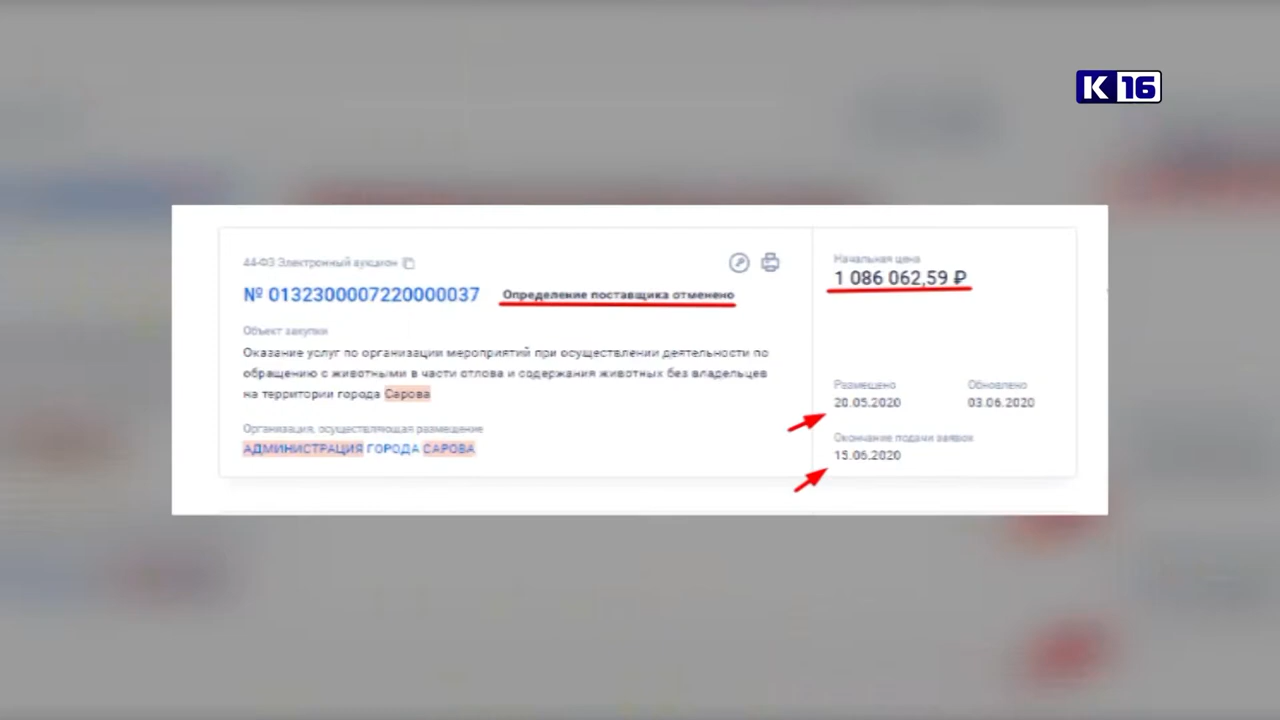 К 16
44-ФЗ Электронный аукцион
№ 0132300007220000037 Определение поставщика отменено
Объект закупки
Оказание услуг по организации мероприятий при осуществлении деятельности по
обращению с животными в части отлова и содержания животных без владельцев
на территории города Сарова
Организация, осуществляющая размещение
АДМИНИСТРАЦИЯ ГОРОДА САРОВА
Начальная цена
1 086 062,59 ₽
Размещено Обновлено
20.05.2020 03.06.2020
Окончание подачи заявок
15.06.2020